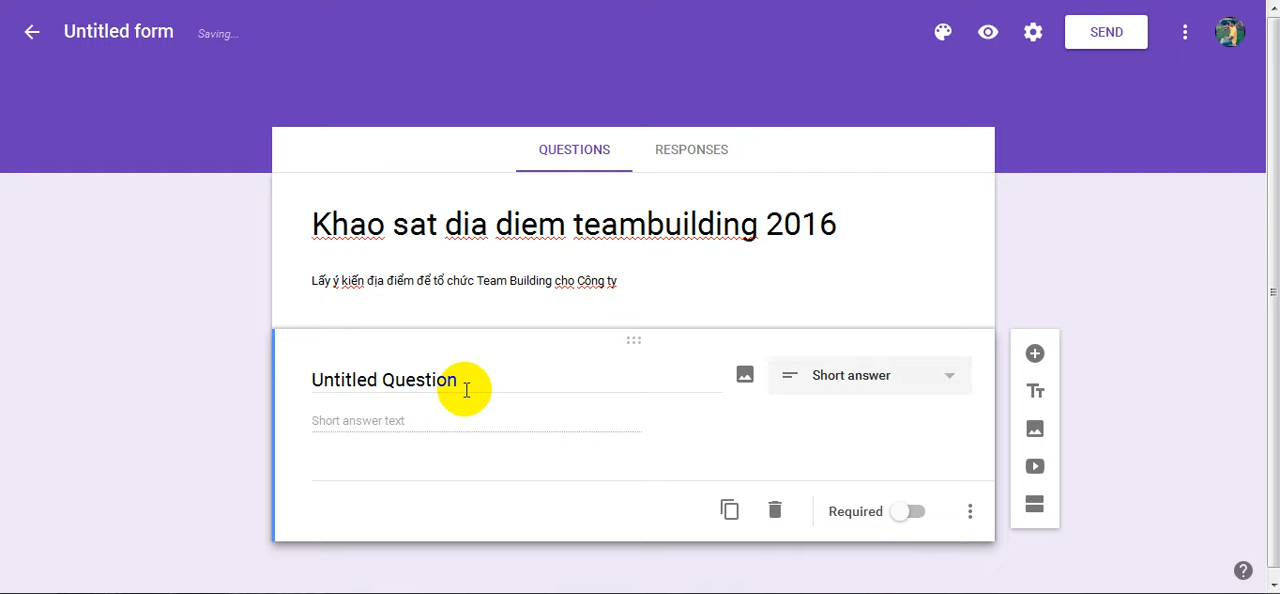 Untitled form Saving... SEND
QUESTIONS RESPONSES
Khao sat dia diem teambuilding 2016
Lấy ý kiến địa điểm để tổ chức Team Building cho Công ty
Untitled Question Short answer
Short answer text
Required